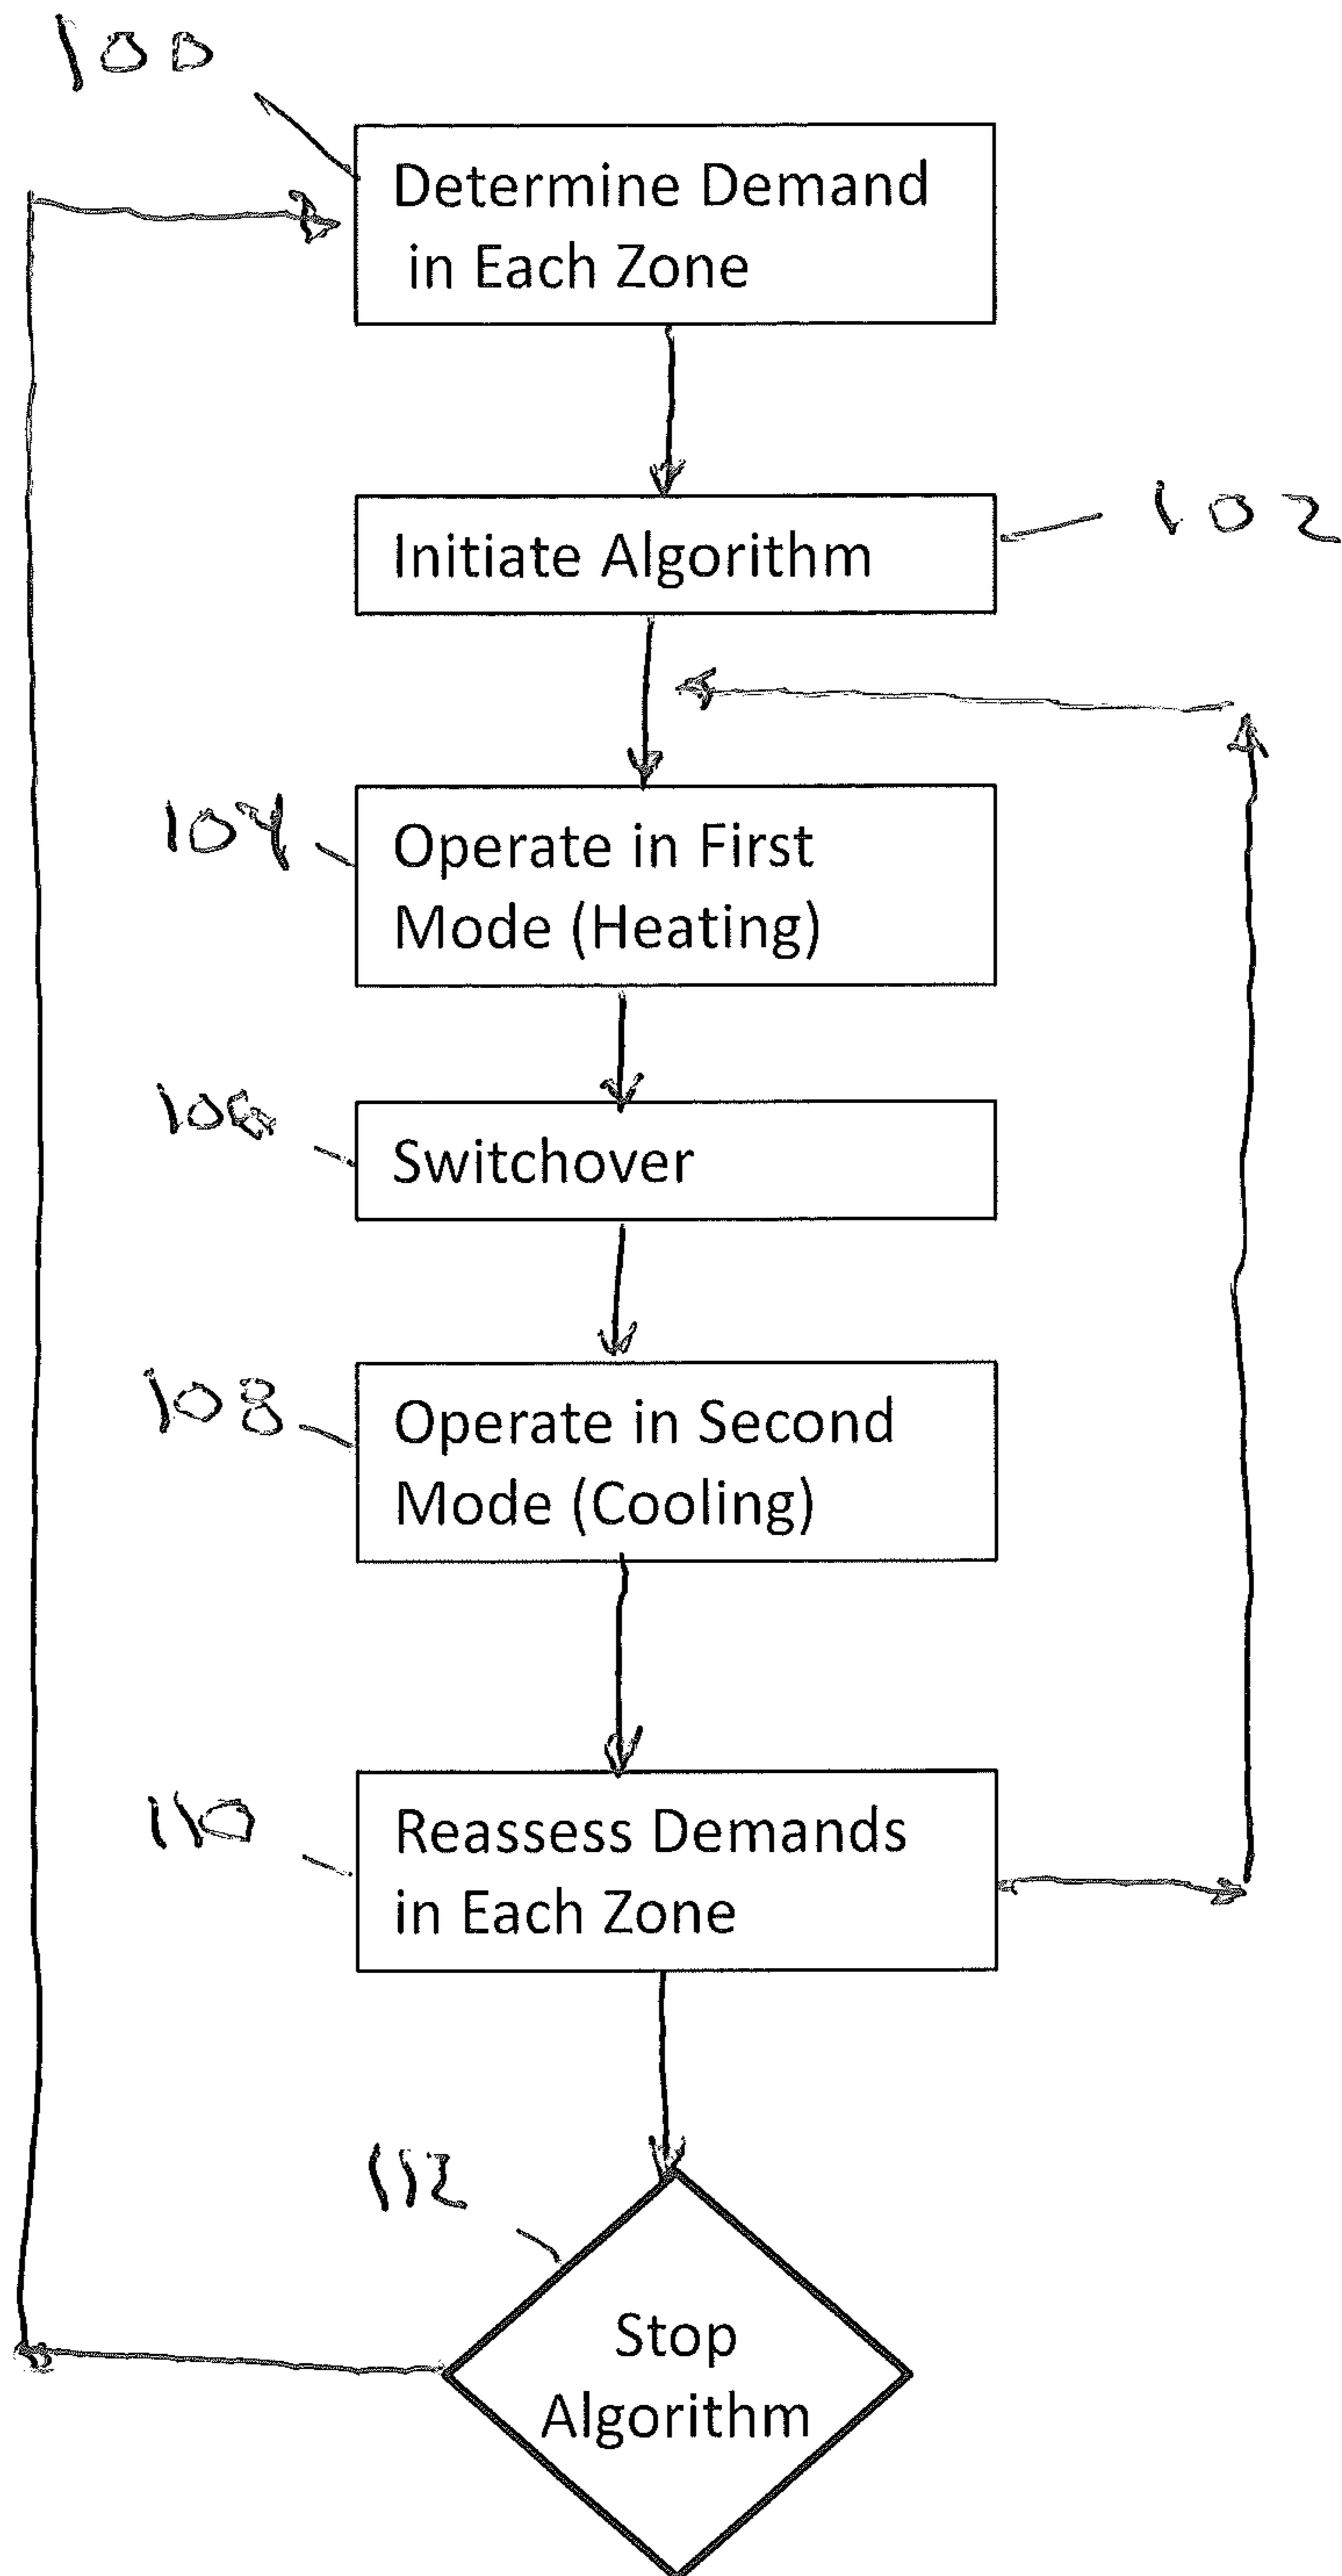 100
Determine Demand
in Each Zone
Initiate Algorithm
102
104
Operate in First
Mode (Heating)
106
Switchover
108
Operate in Second
Mode (Cooling)
110
Reassess Demands
in Each Zone
112
Stop
Algorithm